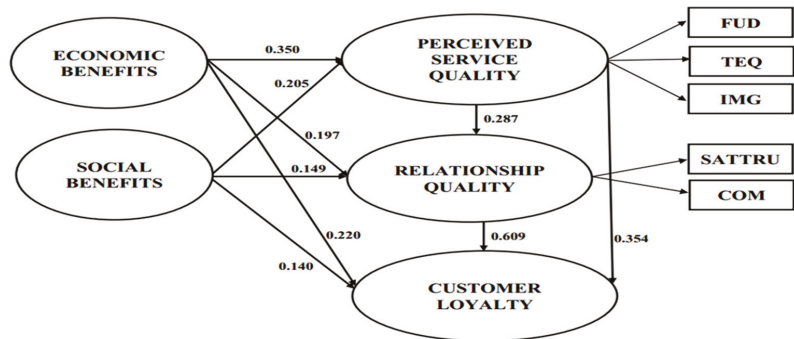 ECONOMIC
BENEFITS
SOCIAL
BENEFITS
0.350
0.205
0.197
0.149
0.220
0.140
PERCEIVED
SERVICE
QUALITY
0.287
RELATIONSHIP
QUALITY
0.609
0.354
CUSTOMER
LOYALTY
FUD
TEQ
IMG
SATTRU
COM